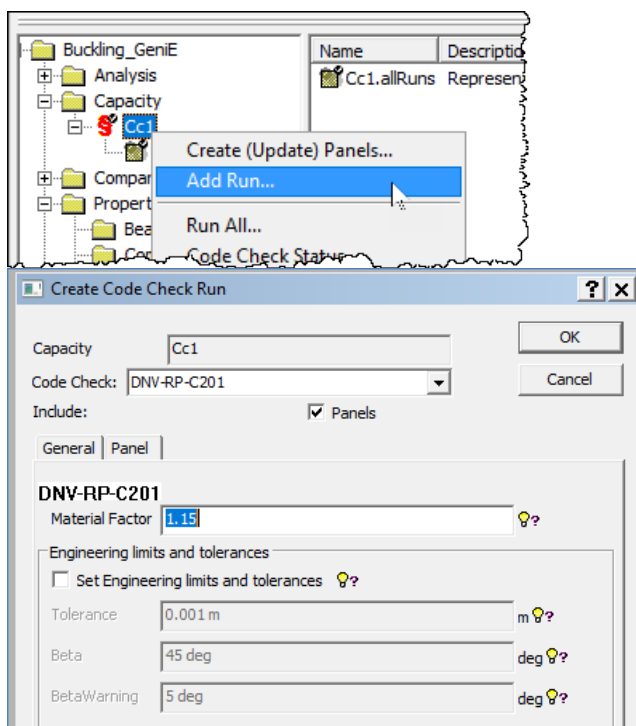 Buckling_GeniE
Analysis
Capacity
Cc1
Compar
Propert
Bea
Name Descriptio
Cc1.allRuns Represen
Create (Update) Panels...
Add Run...
Run All...
Code Check Status
Create Code Check Run
Capacity Cc1
OK
Code Check: DNV-RP-C201
Cancel
Include: Panels
General Panel
DNV-RP-C201
Material Factor 1.15 ?
Engineering limits and tolerances
Set Engineering limits and tolerances ?
Tolerance 0.001 m m ?
Beta 45 deg deg ?
BetaWarning 5 deg deg ?